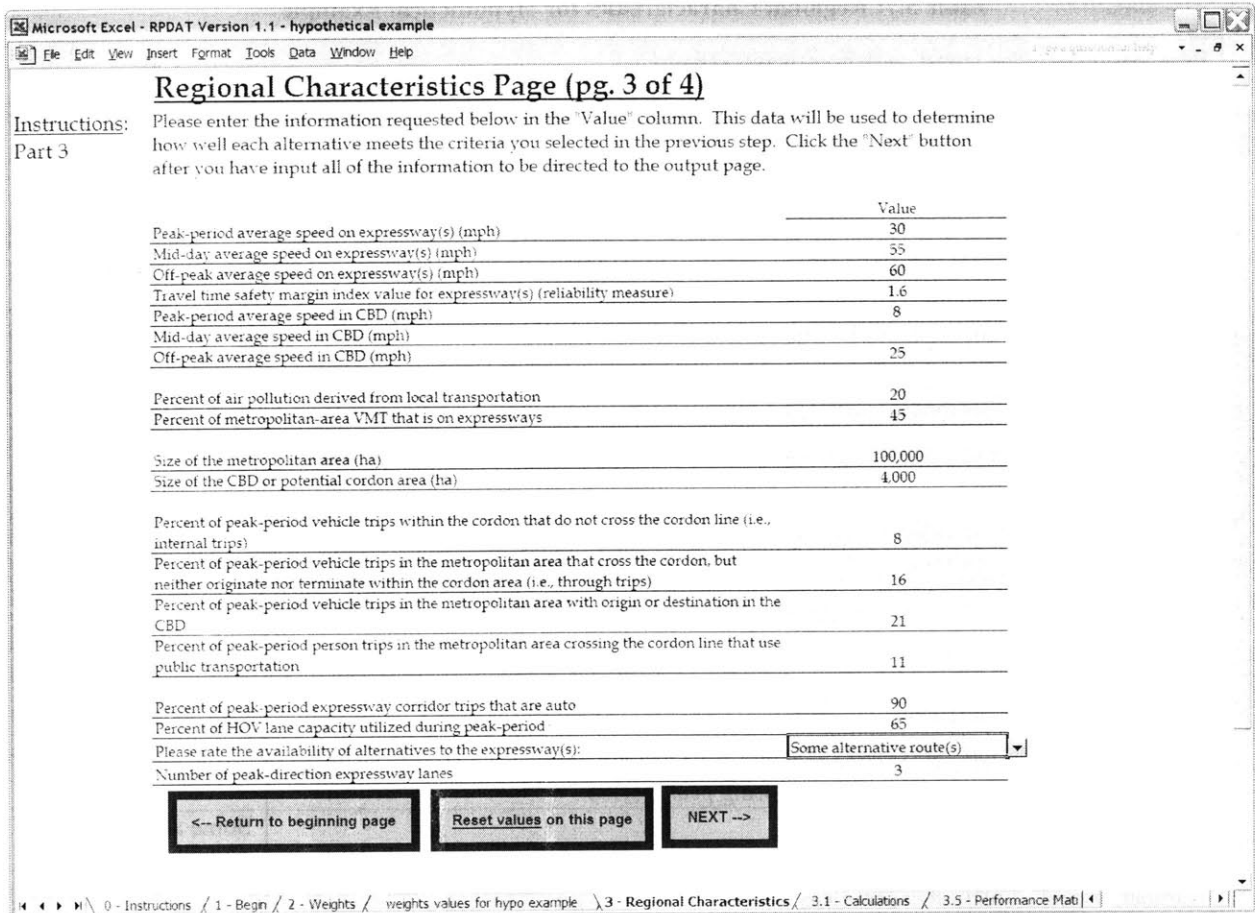 Microsoft Excel - RPDAT Version 1.1 - hypothetical example
File Edit View Insert Format Tools Data Window Help
Regional Characteristics Page (pg. 3 of 4)
Instructions:
Part 3
Please enter the information requested below in the "Value" column. This data will be used to determine
how well each alternative meets the criteria you selected in the previous step. Click the "Next" button
after you have input all of the information to be directed to the output page.
Value
Peak-period average speed on expressway(s) (mph) 30
Mid-day average speed on expressway(s) (mph) 55
Off-peak average speed on expressway(s) (mph) 60
Travel time safety margin index value for expressway(s) (reliability measure) 1.6
Peak-period average speed in CBD (mph) 8
Mid-day average speed in CBD (mph)
Off-peak average speed in CBD (mph) 25
Percent of air pollution derived from local transportation 20
Percent of metropolitan-area VMT that is on expressways 45
Size of the metropolitan area (ha) 100,000
Size of the CBD or potential cordon area (ha) 4,000
Percent of peak-period vehicle trips within the cordon that do not cross the cordon line (i.e.,
internal trips) 8
Percent of peak-period vehicle trips in the metropolitan area that cross the cordon, but
neither originate nor terminate within the cordon area (i.e., through trips) 16
Percent of peak-period vehicle trips in the metropolitan area with origin or destination in the
CBD 21
Percent of peak-period person trips in the metropolitan area crossing the cordon line that use
public transportation 11
Percent of peak-period expressway corridor trips that are auto 90
Percent of HOV lane capacity utilized during peak-period 65
Please rate the availability of alternatives to the expressway(s): Some alternative route(s)
Number of peak-direction expressway lanes 3
<-- Return to beginning page Reset values on this page NEXT -->
0 - Instructions / 1 - Begin / 2 - Weights / weights values for hypo example \ 3 - Regional Characteristics / 3.1 - Calculations / 3.5 - Performance Mat